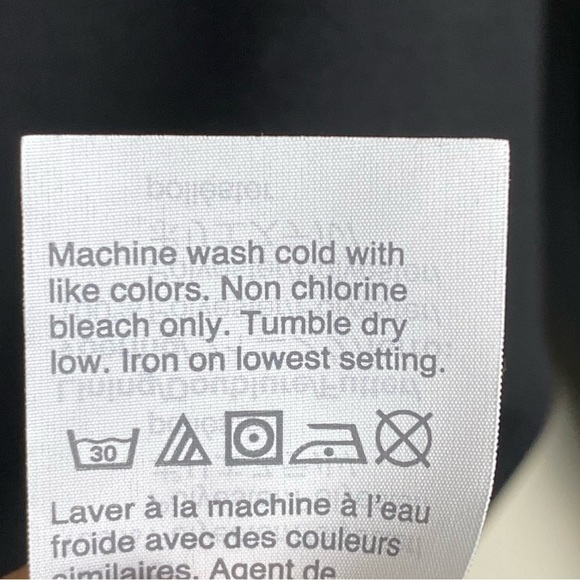 Machine wash cold with
like colors. Non chlorine
bleach only. Tumble dry
low. Iron on lowest setting.
30
Laver à la machine à l'eau
froide avec des couleurs
similaires. Agent de